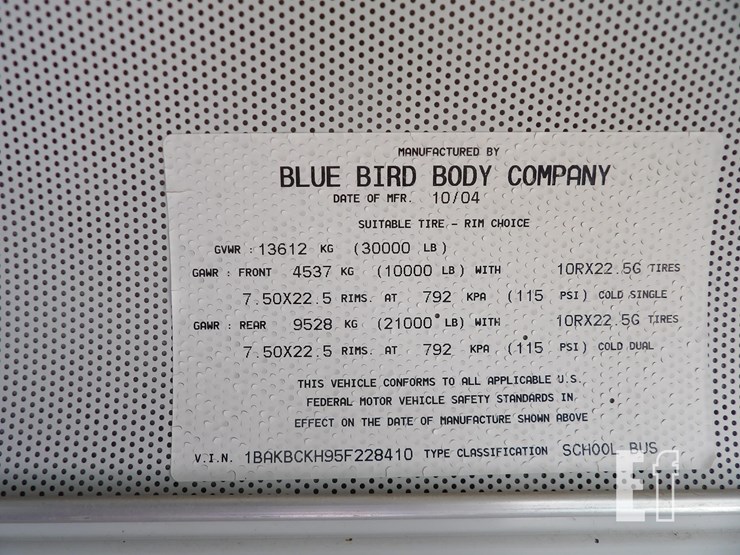 MANUFACTURED BY
BLUE BIRD BODY COMPANY
DATE OF MFR. 10/04
SUITABLE TIRE - RIM CHOICE
GVWR : 13612 KG (30000 LB)
GAWR : FRONT 4537 KG (10000 LB) WITH 10RX22.5G TIRES
7.50X22.5 RIMS. AT 792 KPA (115 PSI) COLD SINGLE
GAWR : REAR 9528 KG (21000 LB) WITH 10RX22.5G TIRES
7.50X22.5 RIMS. AT 792 KPA (115 PSI) COLD DUAL
THIS VEHICLE CONFORMS TO ALL APPLICABLE U.S.
FEDERAL MOTOR VEHICLE SAFETY STANDARDS IN
EFFECT ON THE DATE OF MANUFACTURE SHOWN ABOVE
V.I.N. 1BAKBCKH95F228410 TYPE CLASSIFICATION SCHOOL BUS
Ef